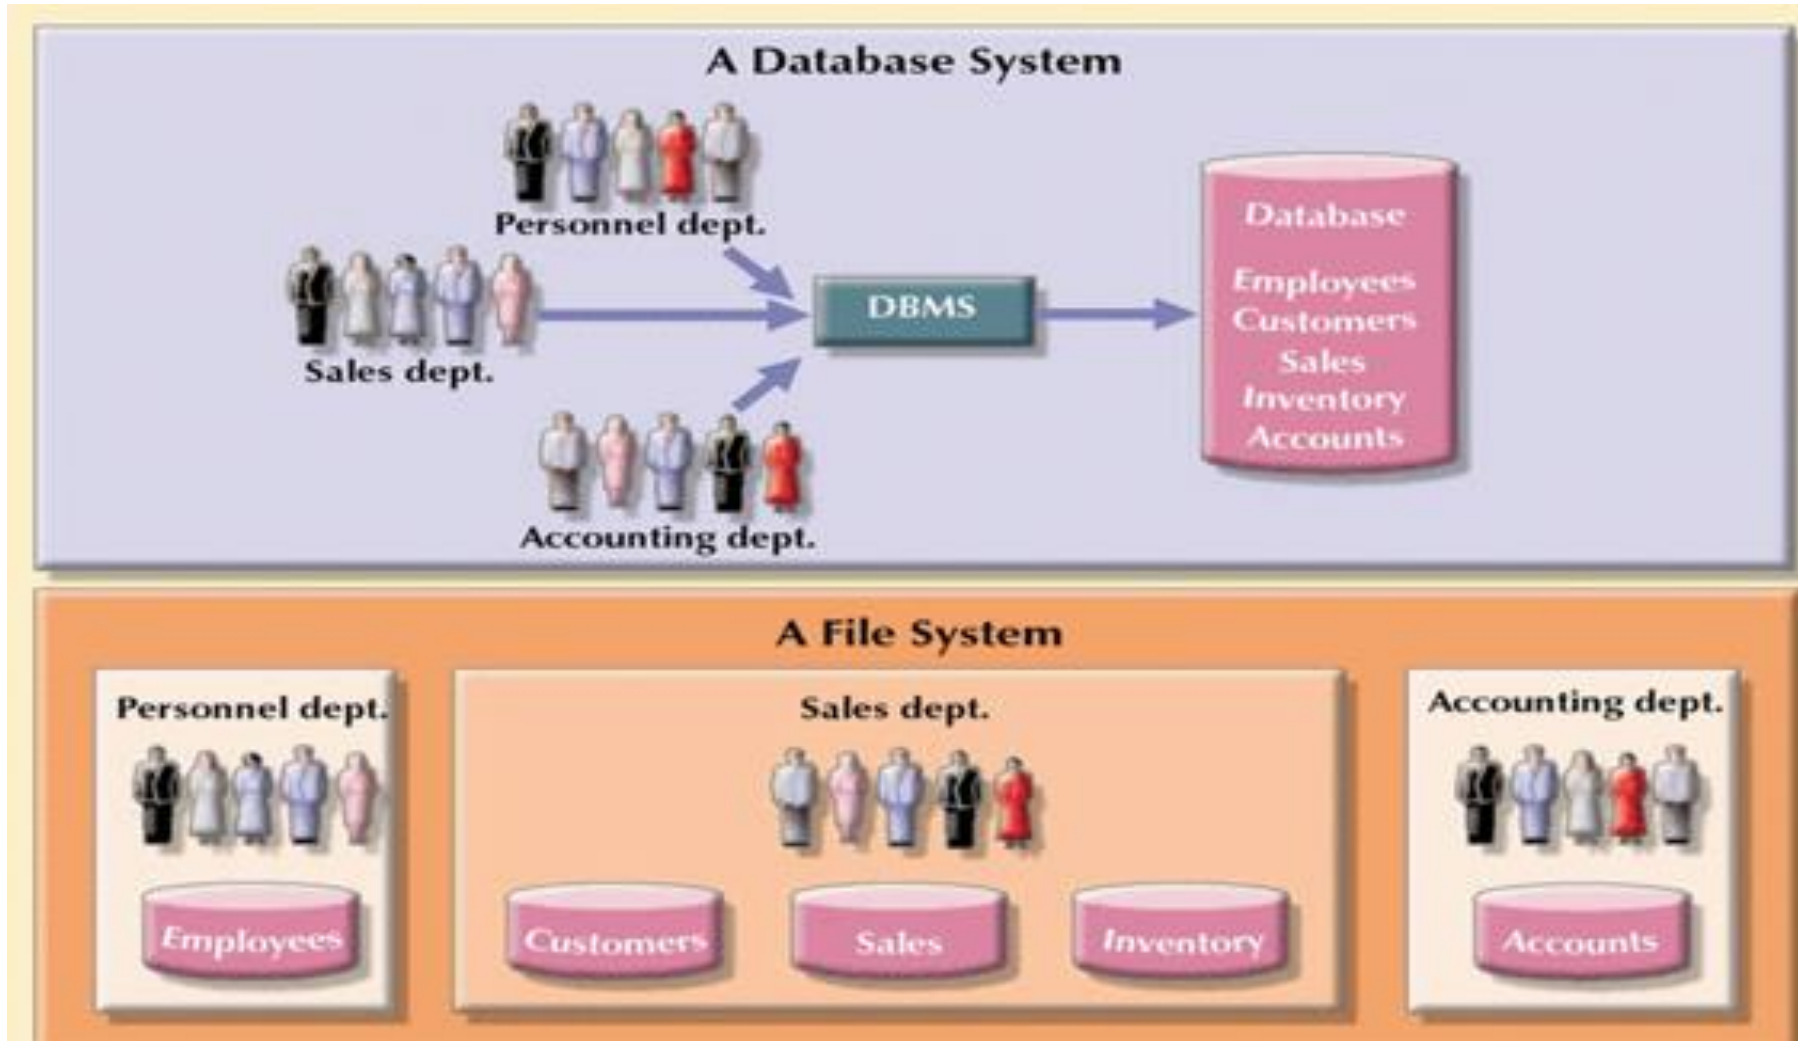 A Database System
Personnel dept.
Sales dept.
Accounting dept.
DBMS
Database
Employees
Customers
Sales
Inventory
Accounts
A File System
Personnel dept.
Employees
Sales dept.
Customers
Sales
Inventory
Accounting dept.
Accounts